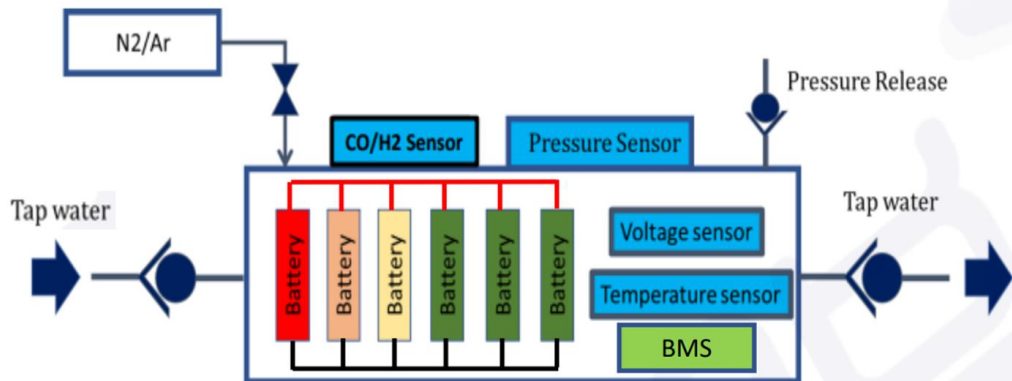 N2/Ar
Pressure Release
CO/H2 Sensor
Pressure Sensor
Tap water
Tap water
Battery
Battery
Battery
Battery
Battery
Battery
Voltage sensor
Temperature sensor
BMS